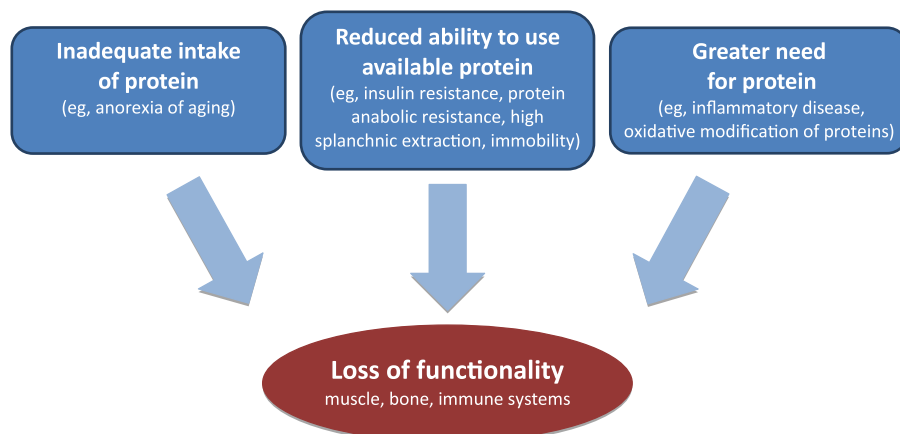 Inadequate intake
of protein
(eg, anorexia of aging)
Reduced ability to use
available protein
(eg, insulin resistance, protein
anabolic resistance, high
splanchnic extraction, immobility)
Greater need
for protein
(eg, inflammatory disease,
oxidative modification of proteins)
Loss of functionality
muscle, bone, immune systems